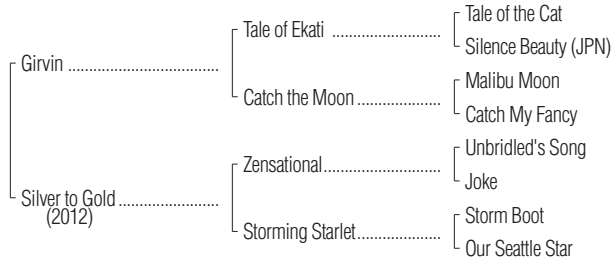 Tale of the Cat
Tale of Ekati ........................
Silence Beauty (JPN)
Girvin ......................................
Malibu Moon
Catch the Moon .....................
Catch My Fancy
Unbridled's Song
Zensational..............................
Joke
Silver to Gold .........................
(2012)
Storm Boot
Storming Starlet.....................
Our Seattle Star